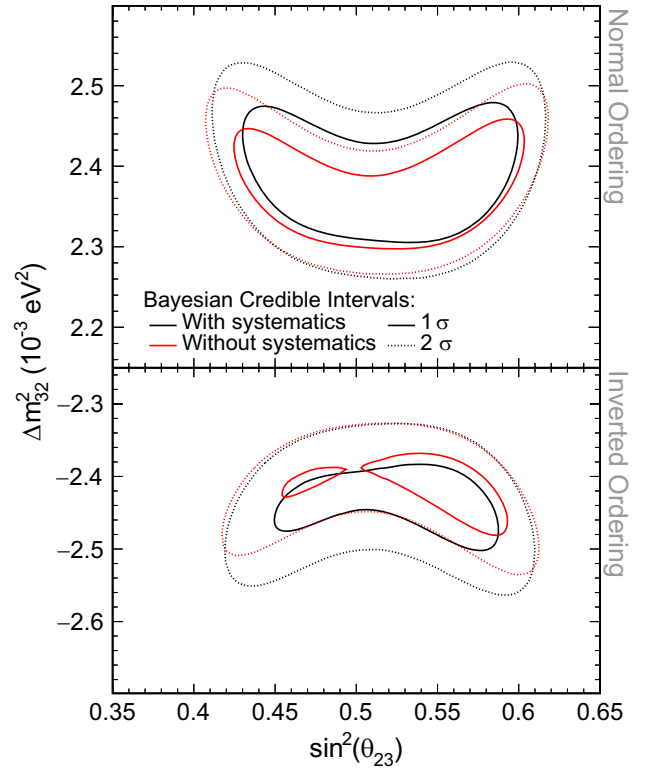 2.5
2.4
2.3
2.2
Normal Ordering
Bayesian Credible Intervals:
With systematics 1 σ
Without systematics 2 σ
Δm²₃₂ (10⁻³ eV²)
−2.3
−2.4
−2.5
−2.6
Inverted Ordering
0.35 0.4 0.45 0.5 0.55 0.6 0.65
sin²(θ₂₃)